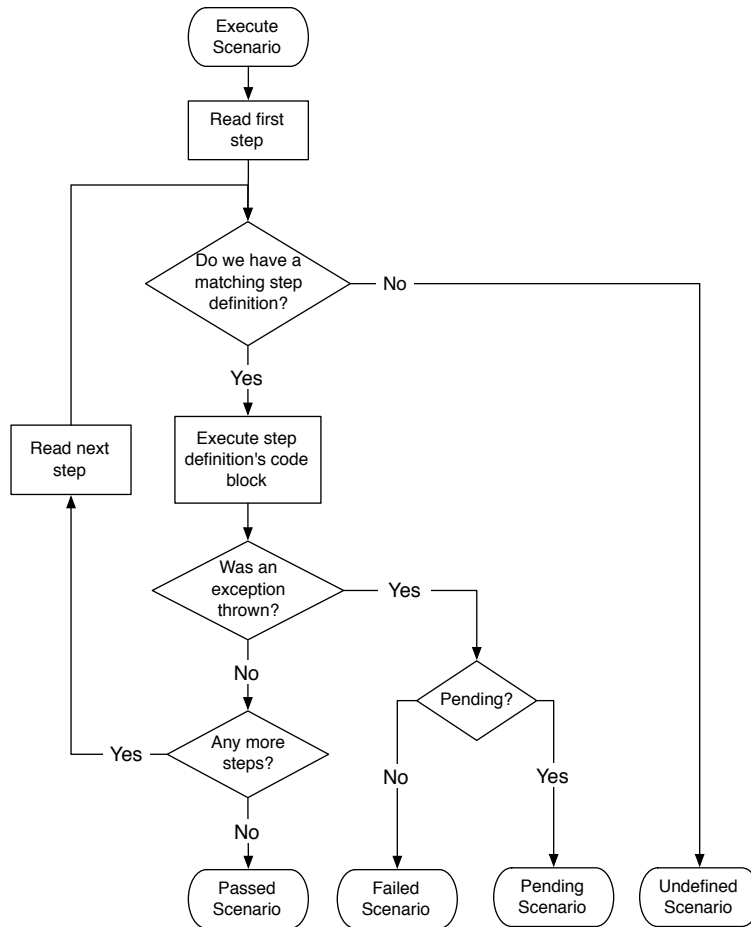 Execute
Scenario
Read first
step
Do we have a
matching step
definition?
No
Yes
Read next
step
Execute step
definition's code
block
Was an
exception
thrown?
Yes
No
Pending?
Any more
steps?
Yes
No
Yes
No
Passed
Scenario
Failed
Scenario
Pending
Scenario
Undefined
Scenario